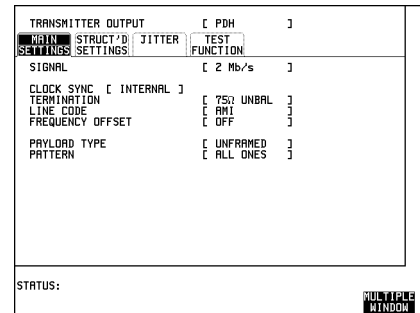 TRANSMITTER OUTPUT [ PDH ]
MAIN SETTINGS STRUCT'D SETTINGS JITTER TEST FUNCTION
SIGNAL [ 2 Mb/s ]
CLOCK SYNC [ INTERNAL ]
TERMINATION [ 75Ω UNBAL ]
LINE CODE [ AMI ]
FREQUENCY OFFSET [ OFF ]
PAYLOAD TYPE [ UNFRAMED ]
PATTERN [ ALL ONES ]
STATUS:
MULTIPLE
WINDOW